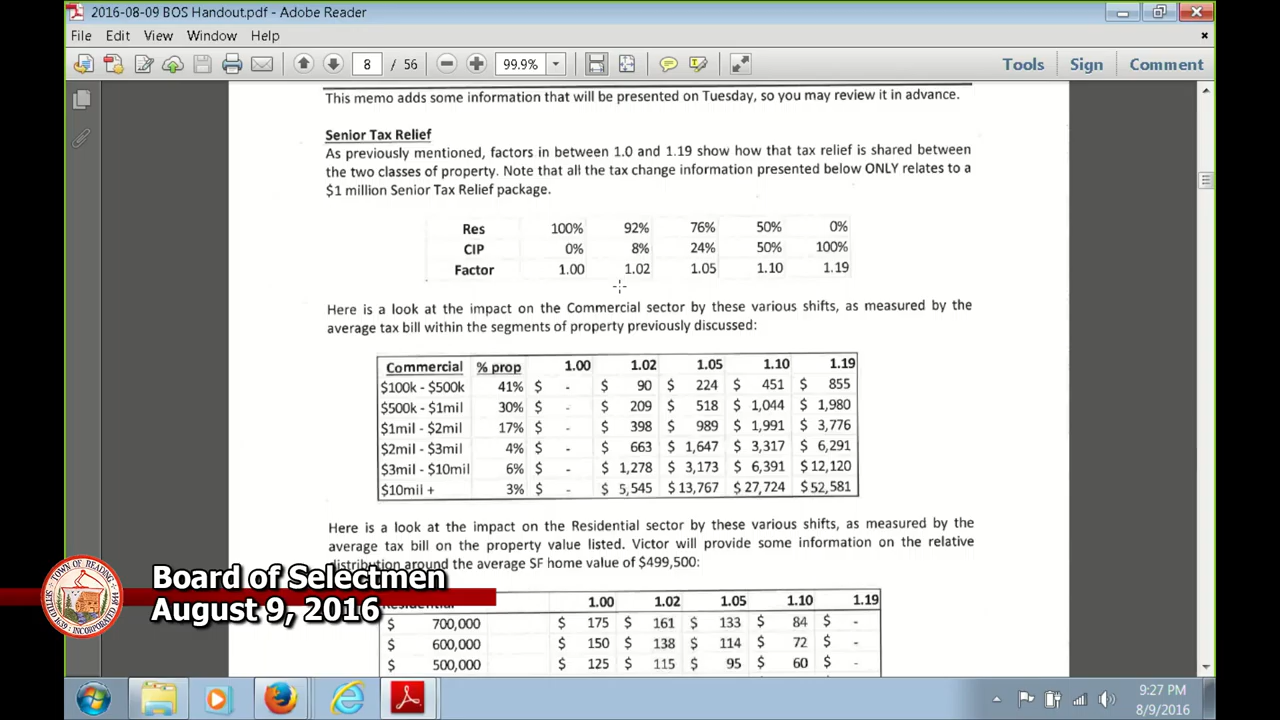 2016-08-09 BOS Handout.pdf - Adobe Reader
File Edit View Window Help
8 / 56 99.9% Tools Sign Comment
This memo adds some information that will be presented on Tuesday, so you may review it in advance.
Senior Tax Relief
As previously mentioned, factors in between 1.0 and 1.19 show how that tax relief is shared between
the two classes of property. Note that all the tax change information presented below ONLY relates to a
$1 million Senior Tax Relief package.
Res 100% 92% 76% 50% 0%
CIP 0% 8% 24% 50% 100%
Factor 1.00 1.02 1.05 1.10 1.19
Here is a look at the impact on the Commercial sector by these various shifts, as measured by the
average tax bill within the segments of property previously discussed:
Commercial % prop 1.00 1.02 1.05 1.10 1.19
$100k - $500k 41% $ - $ 90 $ 224 $ 451 $ 855
$500k - $1mil 30% $ - $ 209 $ 518 $ 1,044 $ 1,980
$1mil - $2mil 17% $ - $ 398 $ 989 $ 1,991 $ 3,776
$2mil - $3mil 4% $ - $ 663 $ 1,647 $ 3,317 $ 6,291
$3mil - $10mil 6% $ - $ 1,278 $ 3,173 $ 6,391 $ 12,120
$10mil + 3% $ - $ 5,545 $ 13,767 $ 27,724 $ 52,581
Here is a look at the impact on the Residential sector by these various shifts, as measured by the
average tax bill on the property value listed. Victor will provide some information on the relative
distribution around the average SF home value of $499,500:
Residential 1.00 1.02 1.05 1.10 1.19
$ 700,000 $ 175 $ 161 $ 133 $ 84 $ -
$ 600,000 $ 150 $ 138 $ 114 $ 72 $ -
$ 500,000 $ 125 $ 115 $ 95 $ 60 $ -
TOWN OF READING
Board of Selectmen
August 9, 2016
9:27 PM
8/9/2016